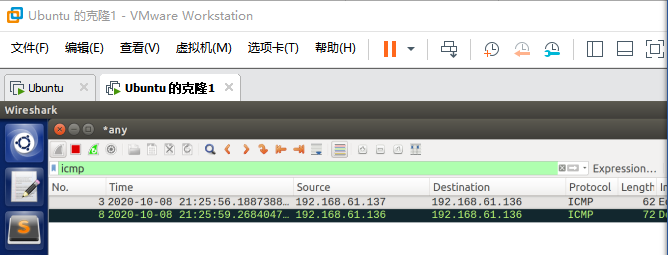 Ubuntu 的克隆1 - VMware Workstation
文件(F) 编辑(E) 查看(V) 虚拟机(M) 选项卡(T) 帮助(H)
Ubuntu Ubuntu 的克隆1
Wireshark
*any
icmp Expression...
No. Time Source Destination Protocol Length
3 2020-10-08 21:25:56.1887388… 192.168.61.137 192.168.61.136 ICMP 62
8 2020-10-08 21:25:59.2684047… 192.168.61.136 192.168.61.136 ICMP 72